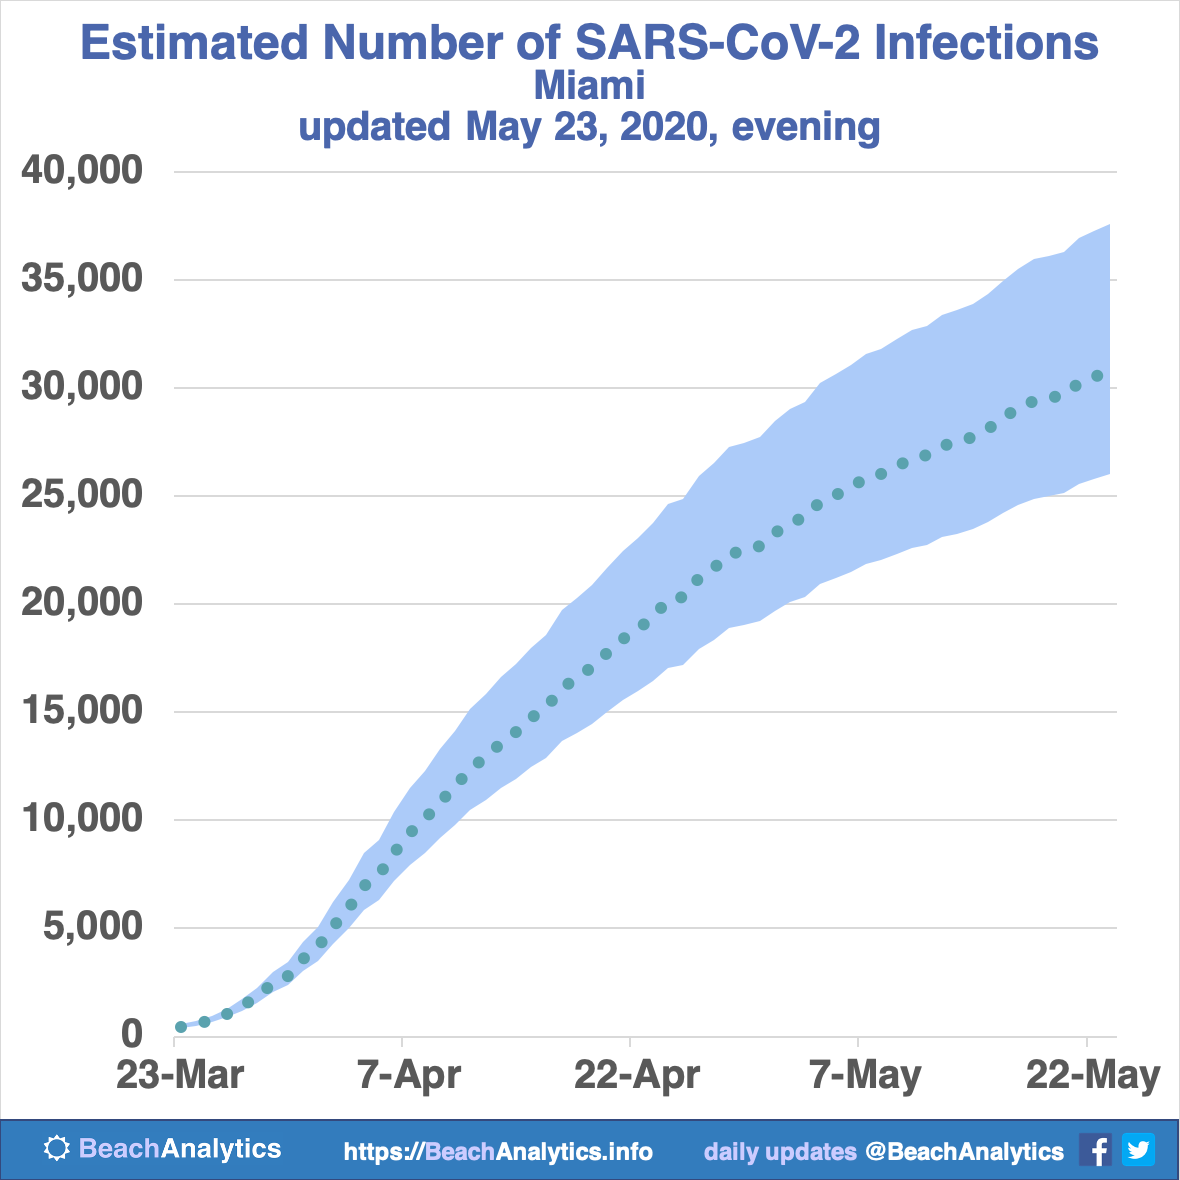 Estimated Number of SARS-CoV-2 Infections
Miami
updated May 23, 2020, evening
40,000
35,000
30,000
25,000
20,000
15,000
10,000
5,000
0
23-Mar 7-Apr 22-Apr 7-May 22-May
BeachAnalytics https://BeachAnalytics.info daily updates @BeachAnalytics f